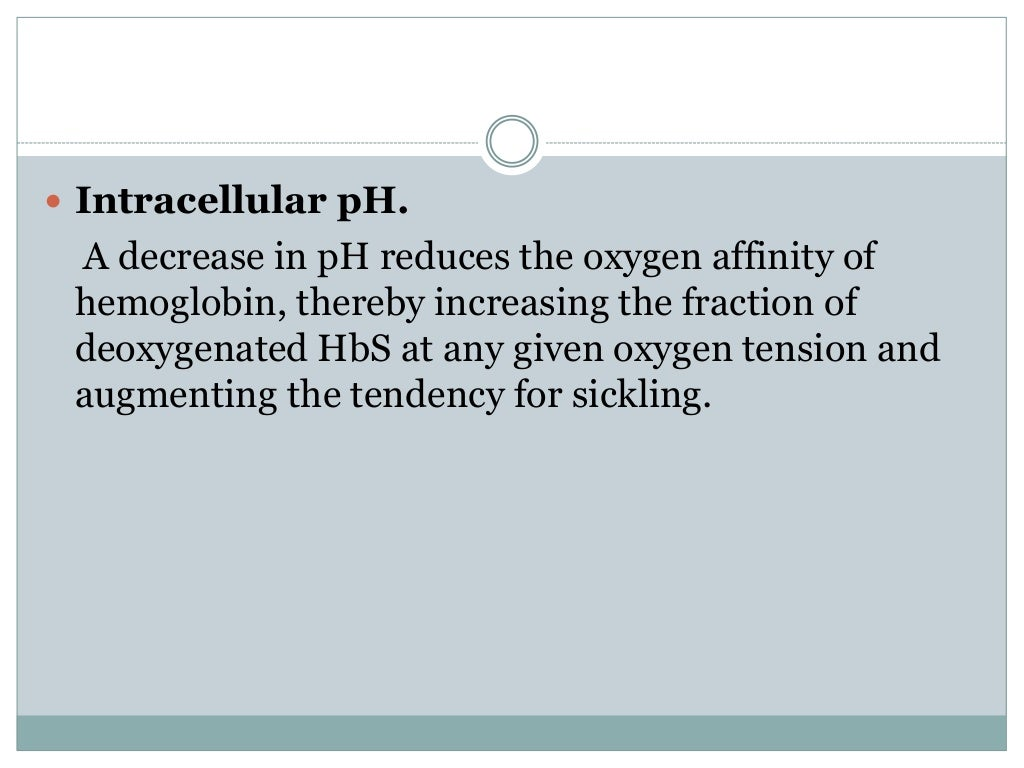 • Intracellular pH.
A decrease in pH reduces the oxygen affinity of
hemoglobin, thereby increasing the fraction of
deoxygenated HbS at any given oxygen tension and
augmenting the tendency for sickling.